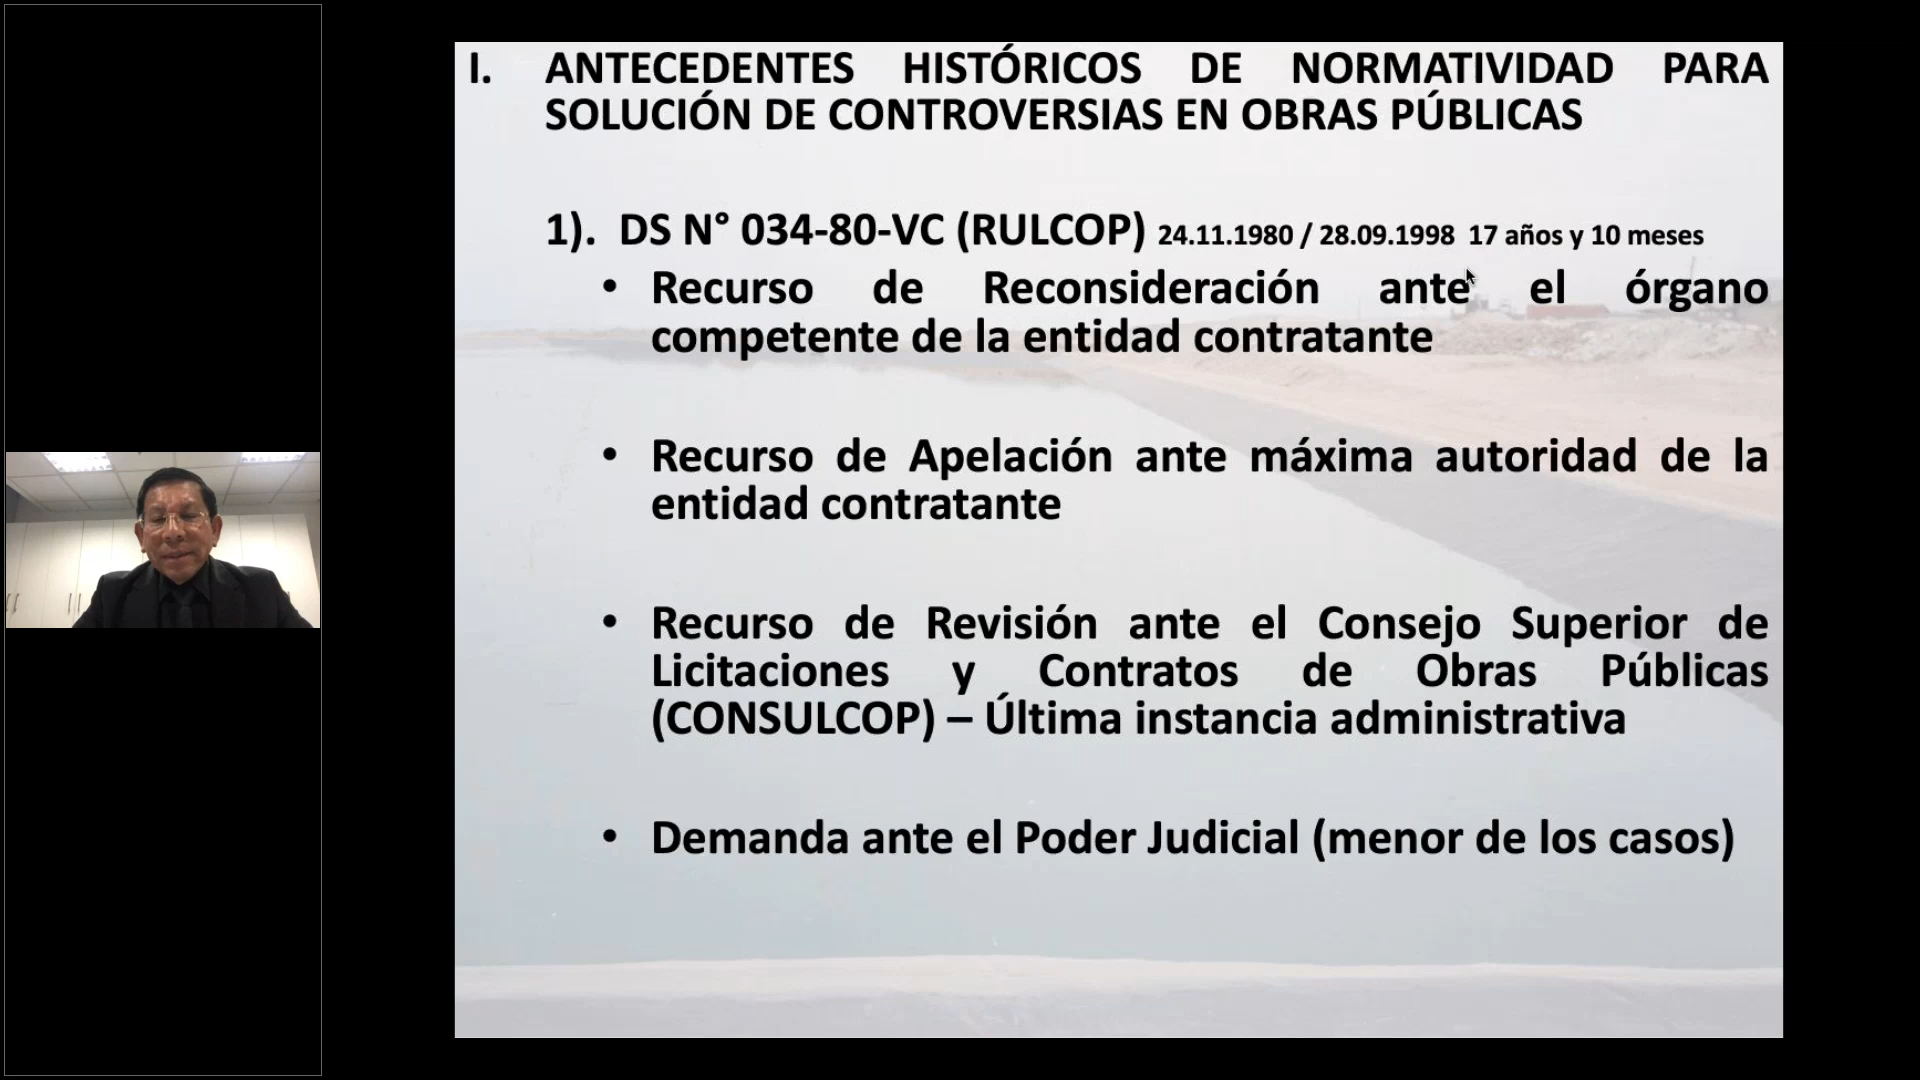 I. ANTECEDENTES HISTÓRICOS DE NORMATIVIDAD PARA
SOLUCIÓN DE CONTROVERSIAS EN OBRAS PÚBLICAS
1). DS N° 034-80-VC (RULCOP) 24.11.1980 / 28.09.1998 17 años y 10 meses
• Recurso de Reconsideración ante el órgano
competente de la entidad contratante
• Recurso de Apelación ante máxima autoridad de la
entidad contratante
• Recurso de Revisión ante el Consejo Superior de
Licitaciones y Contratos de Obras Públicas
(CONSULCOP) – Última instancia administrativa
• Demanda ante el Poder Judicial (menor de los casos)